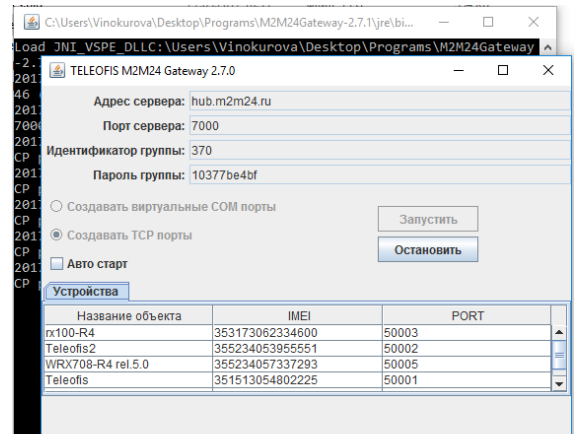 C:\Users\Vinokurova\Desktop\Programs\M2M24Gateway-2.7.1\jre\bi...
Load JNI_VSPE_DLLC:\Users\Vinokurova\Desktop\Programs\M2M24Gateway
-2.7
TELEOFIS M2M24 Gateway 2.7.0
2017
46
2017
7000
2017
CP
2017
CP
2017
CP
2017
CP
2017
CP
Адрес сервера: hub.m2m24.ru
Порт сервера: 7000
Идентификатор группы: 370
Пароль группы: 10377be4bf
Создавать виртуальные COM порты
Запустить
Создавать TCP порты
Остановить
Авто старт
Устройства
Название объекта IMEI PORT
rx100-R4 353173062334600 50003
Teleofis2 355234053955551 50002
WRX708-R4 rel.5.0 355234057337293 50005
Teleofis 351513054802225 50001